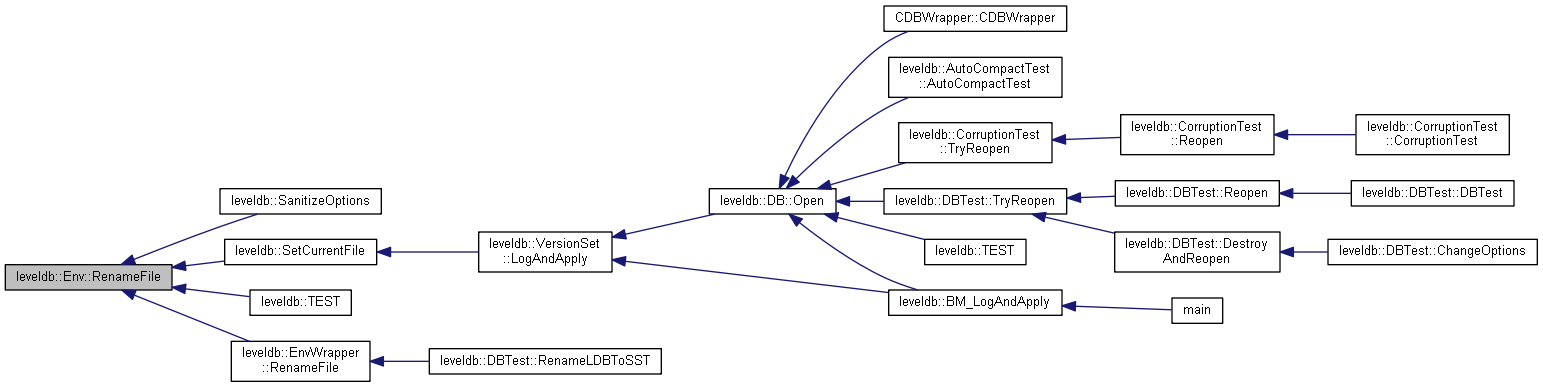 CDBWrapper::CDBWrapper
leveldb::AutoCompactTest
::AutoCompactTest
leveldb::CorruptionTest
::TryReopen
leveldb::CorruptionTest
::Reopen
leveldb::CorruptionTest
::CorruptionTest
leveldb::SanitizeOptions
leveldb::DB::Open
leveldb::DBTest::TryReopen
leveldb::DBTest::Reopen
leveldb::DBTest::DBTest
leveldb::SetCurrentFile
leveldb::VersionSet
::LogAndApply
leveldb::TEST
leveldb::DBTest::Destroy
AndReopen
leveldb::DBTest::ChangeOptions
leveldb::Env::RenameFile
leveldb::TEST
leveldb::BM_LogAndApply
main
leveldb::EnvWrapper
::RenameFile
leveldb::DBTest::RenameLDBToSST